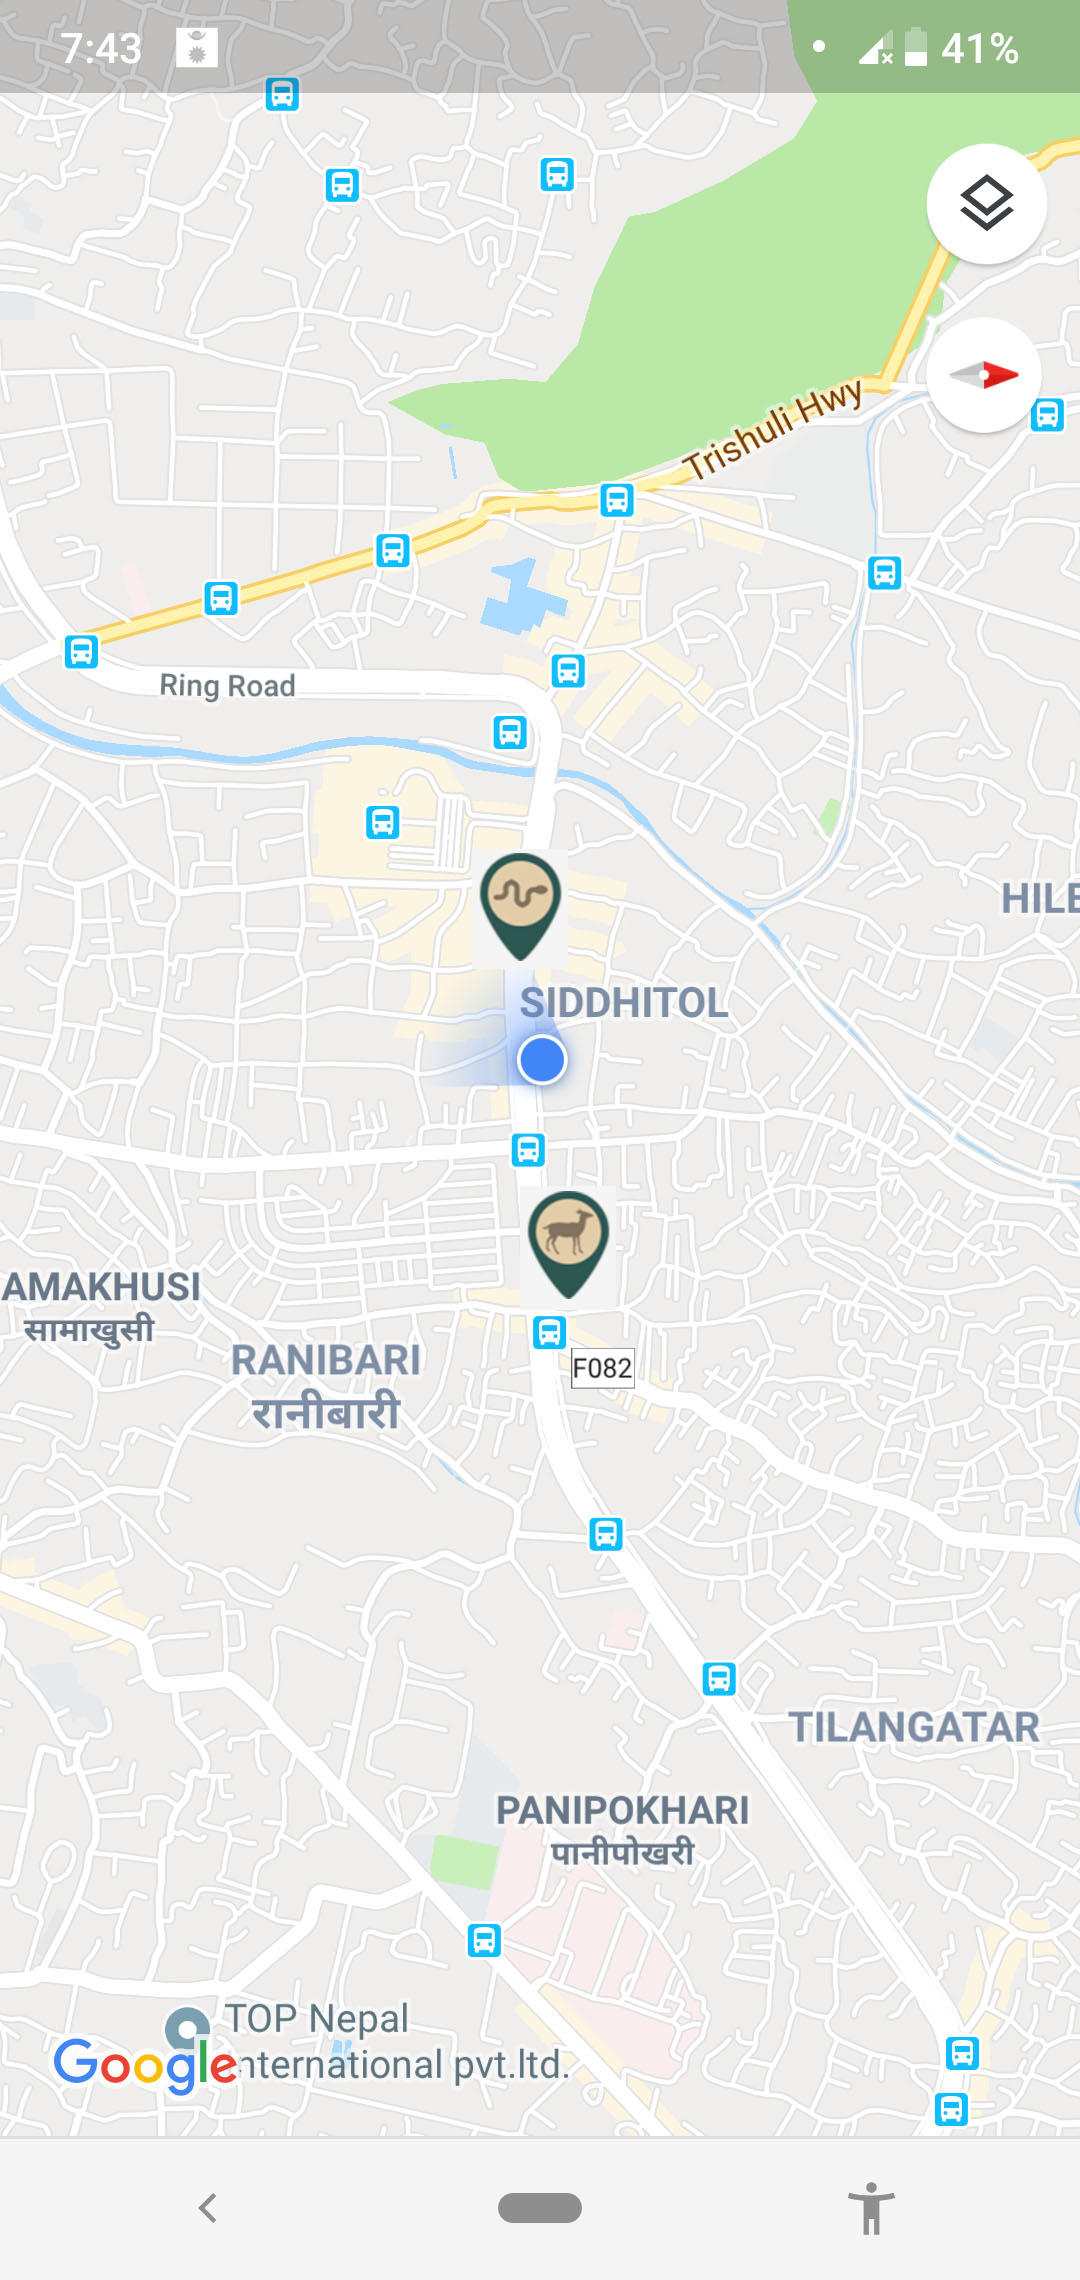 7:43
41%
Trishuli Hwy
Ring Road
HILE
SIDDHITOL
AMAKHUSI
सामाखुसी
RANIBARI
रानीबारी
F082
TILANGATAR
PANIPOKHARI
पानीपोखरी
TOP Nepal
Google
nternational pvt.ltd.